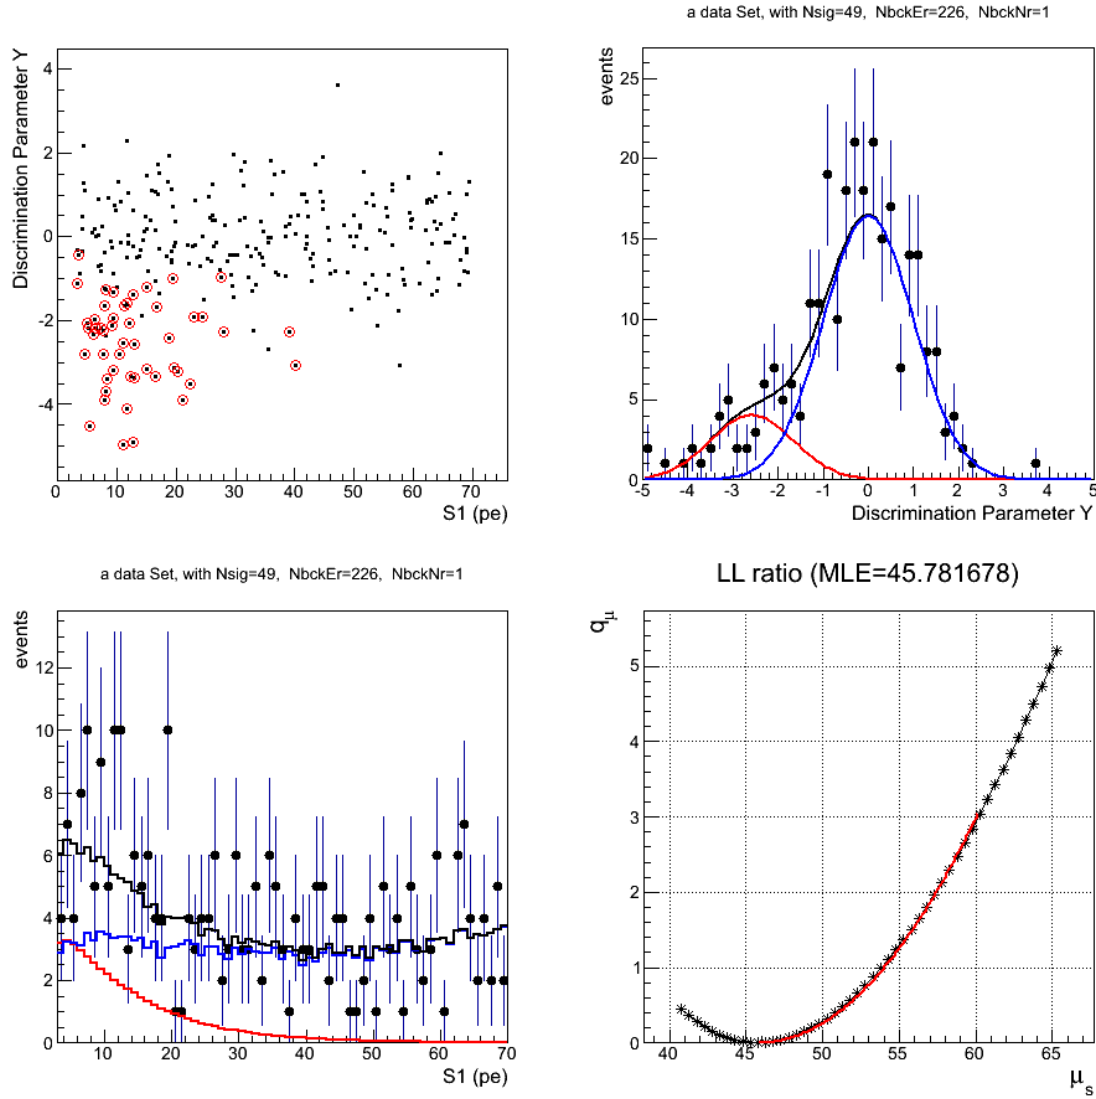 Discrimination Parameter Y
4
2
0
-2
-4
0 10 20 30 40 50 60 70
S1 (pe)
a data Set, with Nsig=49, NbckEr=226, NbckNr=1
events
25
20
15
10
5
0
-5 -4 -3 -2 -1 0 1 2 3 4 5
Discrimination Parameter Y
a data Set, with Nsig=49, NbckEr=226, NbckNr=1
events
12
10
8
6
4
2
0
10 20 30 40 50 60 70
S1 (pe)
LL ratio (MLE=45.781678)
qμ
5
4
3
2
1
0
40 45 50 55 60 65
μs